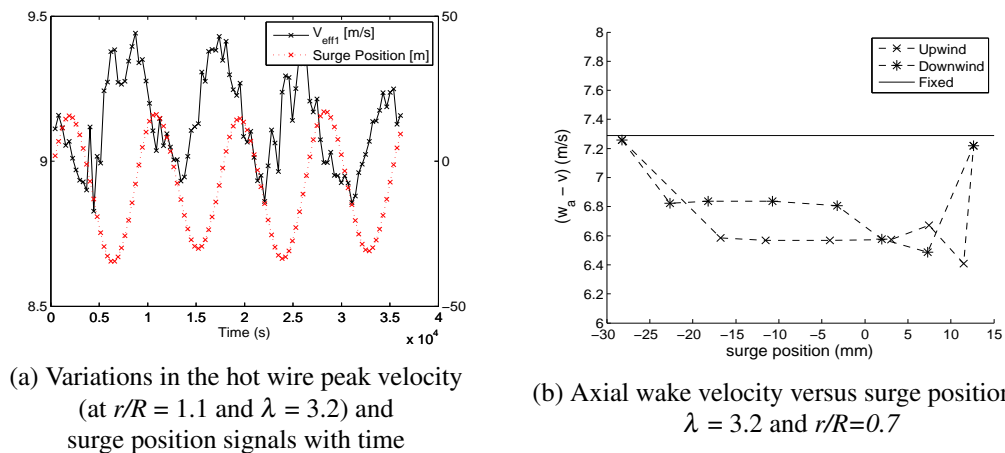 9.5
9
8.5
50
0
−50
V_eff1 [m/s]
Surge Position [m]
0 0.5 1 1.5 2 2.5 3 3.5 4
Time (s)
x 10^4
(a) Variations in the hot wire peak velocity
(at r/R = 1.1 and λ = 3.2) and
surge position signals with time
8
7.8
7.6
7.4
7.2
7
6.8
6.6
6.4
6.2
6
(w_a − v) (m/s)
Upwind
Downwind
Fixed
−30 −25 −20 −15 −10 −5 0 5 10 15
surge position (mm)
(b) Axial wake velocity versus surge position
λ = 3.2 and r/R=0.7